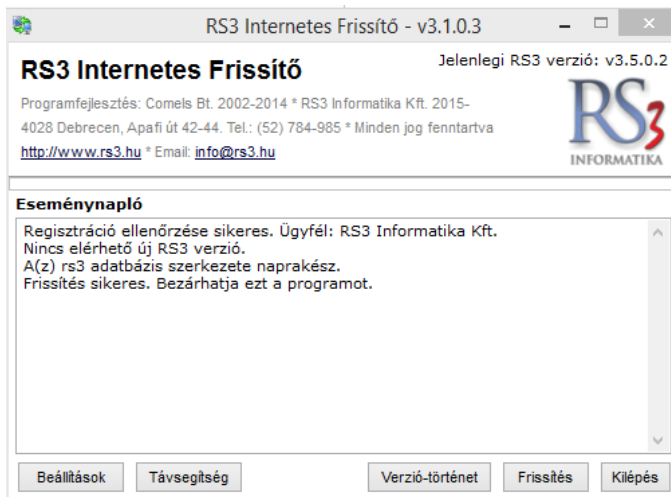 RS3 Internetes Frissítő - v3.1.0.3
RS3 Internetes Frissítő
Jelenlegi RS3 verzió: v3.5.0.2
Programfejlesztés: Comels Bt. 2002-2014 * RS3 Informatika Kft. 2015-
4028 Debrecen, Apafi út 42-44. Tel.: (52) 784-985 * Minden jog fenntartva
http://www.rs3.hu * Email: info@rs3.hu
RS3
INFORMATIKA
Eseménynapló
Regisztráció ellenőrzése sikeres. Ügyfél: RS3 Informatika Kft.
Nincs elérhető új RS3 verzió.
A(z) rs3 adatbázis szerkezete naprakész.
Frissítés sikeres. Bezárhatja ezt a programot.
Beállítások Távsegítség Verzió-történet Frissítés Kilépés